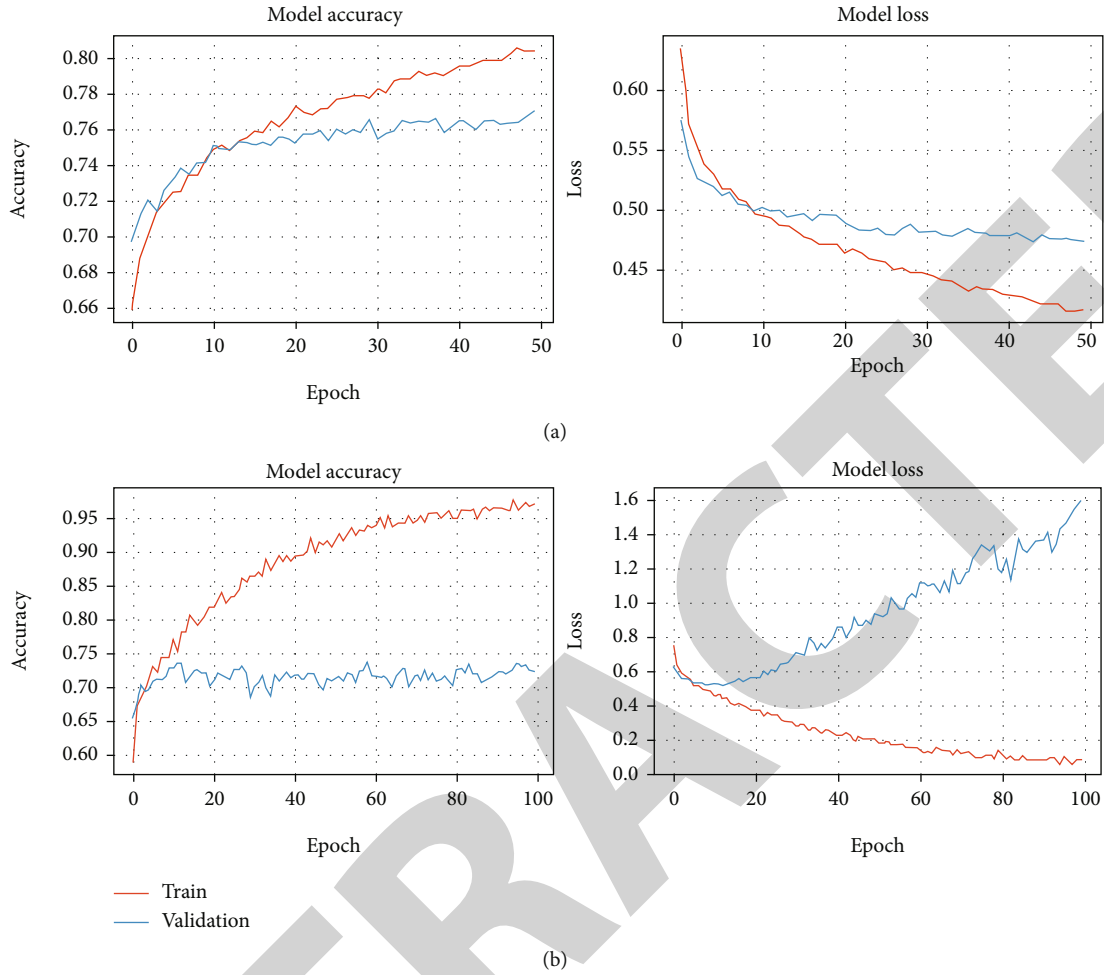 Model accuracy
Accuracy
0.80
0.78
0.76
0.74
0.72
0.70
0.68
0.66
0 10 20 30 40 50
Epoch
Model loss
Loss
0.60
0.55
0.50
0.45
0 10 20 30 40 50
Epoch
(a)
Model accuracy
Accuracy
0.95
0.90
0.85
0.80
0.75
0.70
0.65
0.60
0 20 40 60 80 100
Epoch
Model loss
Loss
1.6
1.4
1.2
1.0
0.8
0.6
0.4
0.2
0.0
0 20 40 60 80 100
Epoch
Train
Validation
(b)
TRACTE